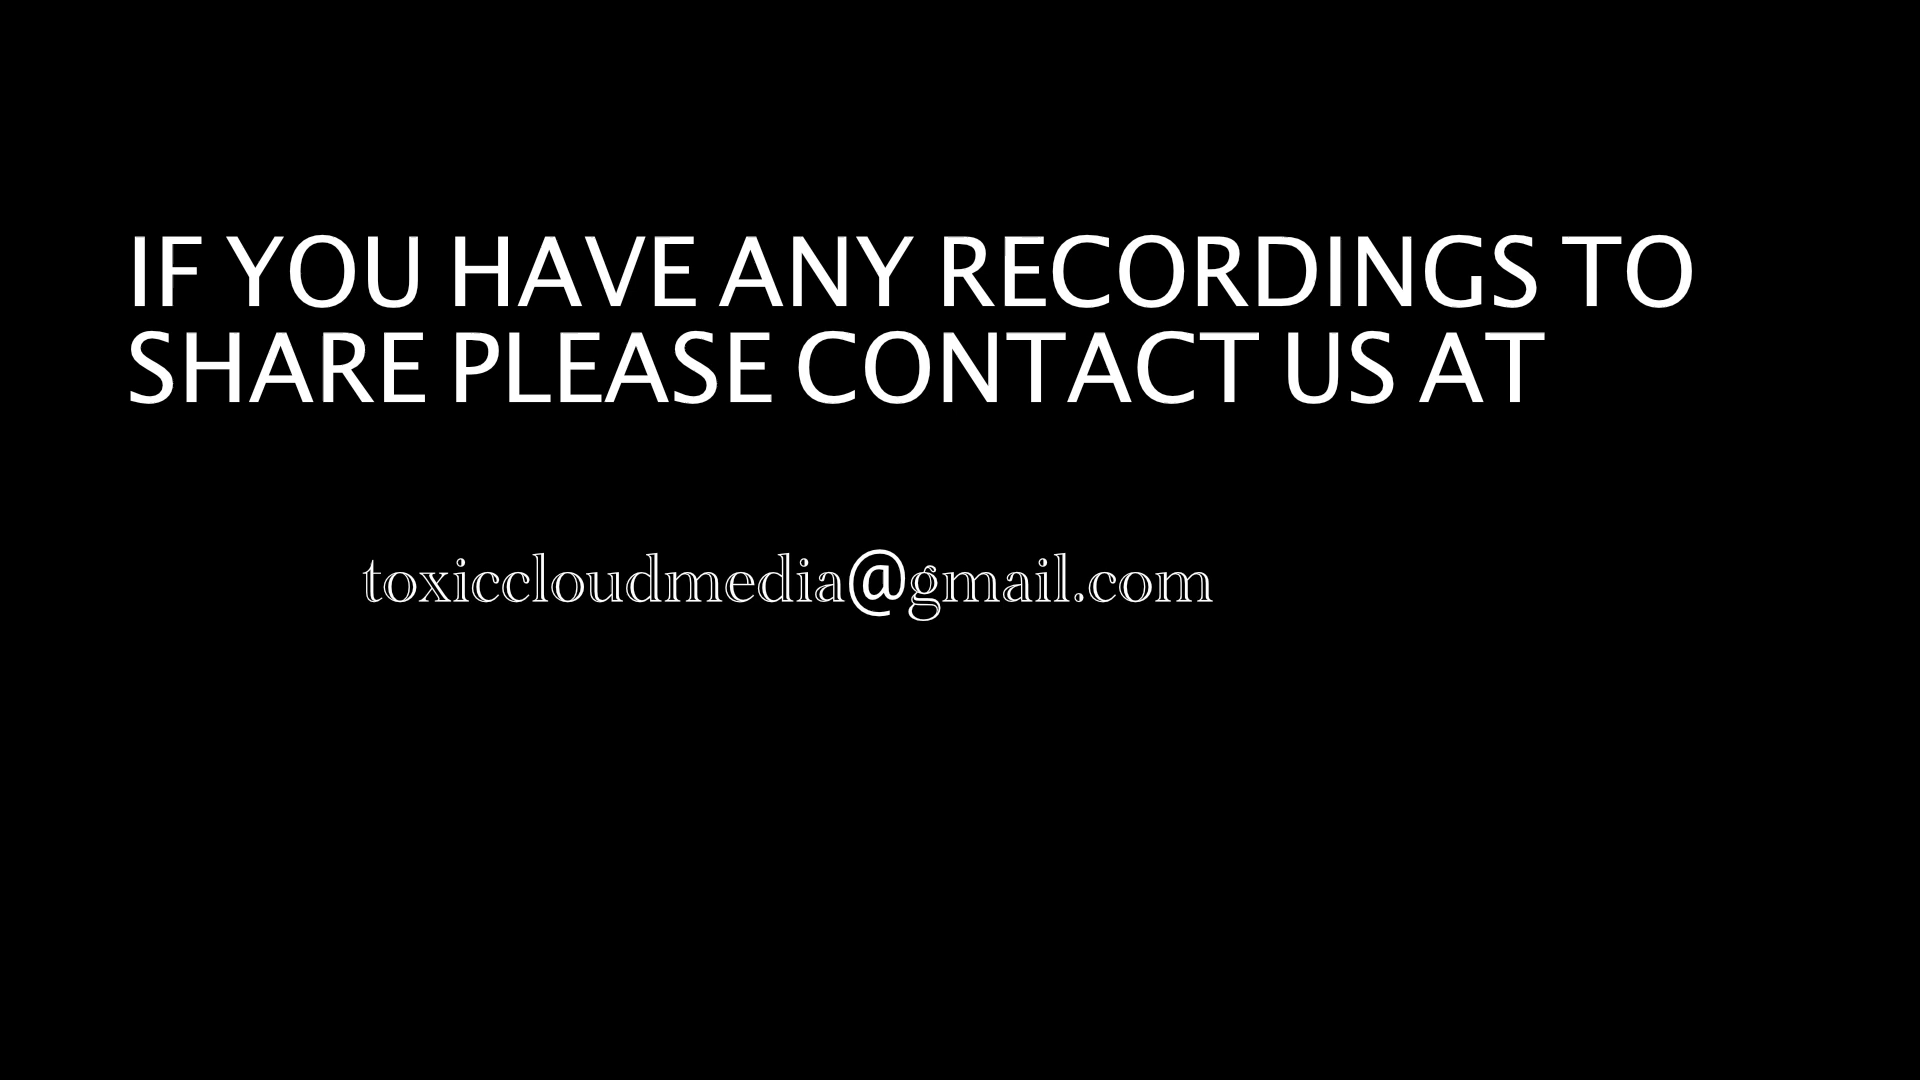 IF YOU HAVE ANY RECORDINGS TO
SHARE PLEASE CONTACT US AT
toxiccloudmedia@gmail.com